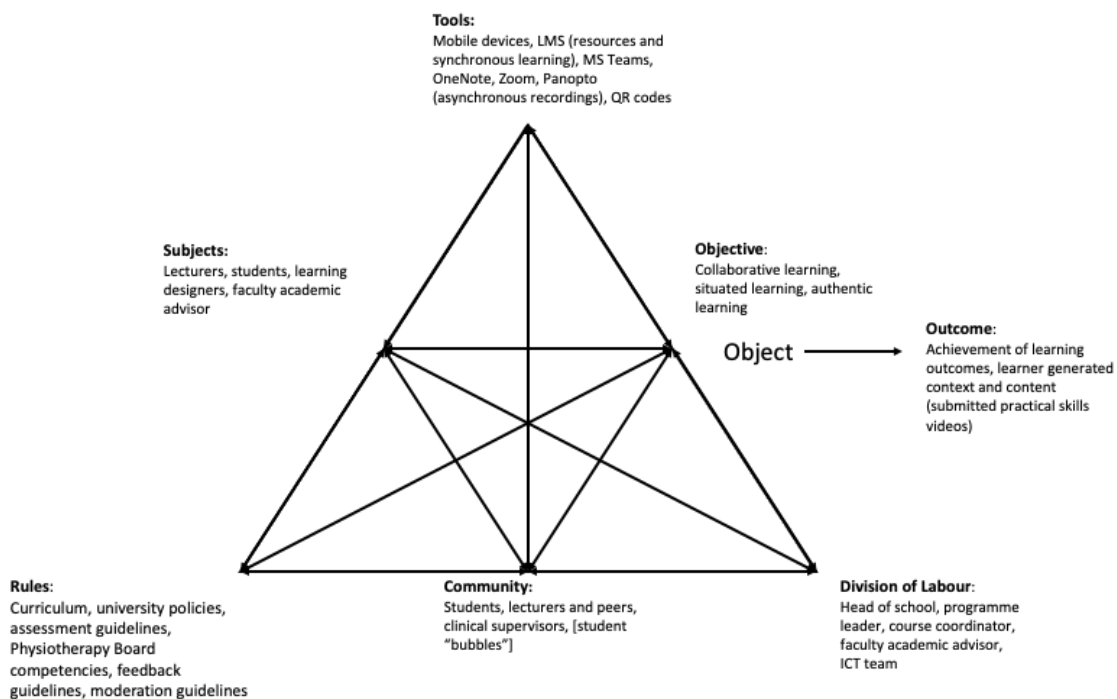 Tools:
Mobile devices, LMS (resources and
synchronous learning), MS Teams,
OneNote, Zoom, Panopto
(asynchronous recordings), QR codes
Subjects:
Lecturers, students, learning
designers, faculty academic
advisor
Objective:
Collaborative learning,
situated learning, authentic
learning
Object
Outcome:
Achievement of learning
outcomes, learner generated
context and content
(submitted practical skills
videos)
Rules:
Curriculum, university policies,
assessment guidelines,
Physiotherapy Board
competencies, feedback
guidelines, moderation guidelines
Community:
Students, lecturers and peers,
clinical supervisors, [student
“bubbles”]
Division of Labour:
Head of school, programme
leader, course coordinator,
faculty academic advisor,
ICT team